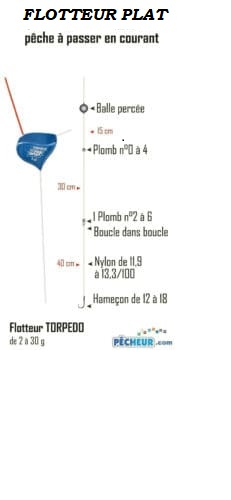 FLOTTEUR PLAT
pêche à passer en courant
Balle percée
15 cm
Plomb n°0 à 4
30 cm
1 Plomb n°2 à 6
Boucle dans boucle
40 cm
Nylon de 11,9
à 13,3/100
Hameçon de 12 à 18
Flotteur TORPEDO
de 2 à 30 g
PÊCHEUR.com